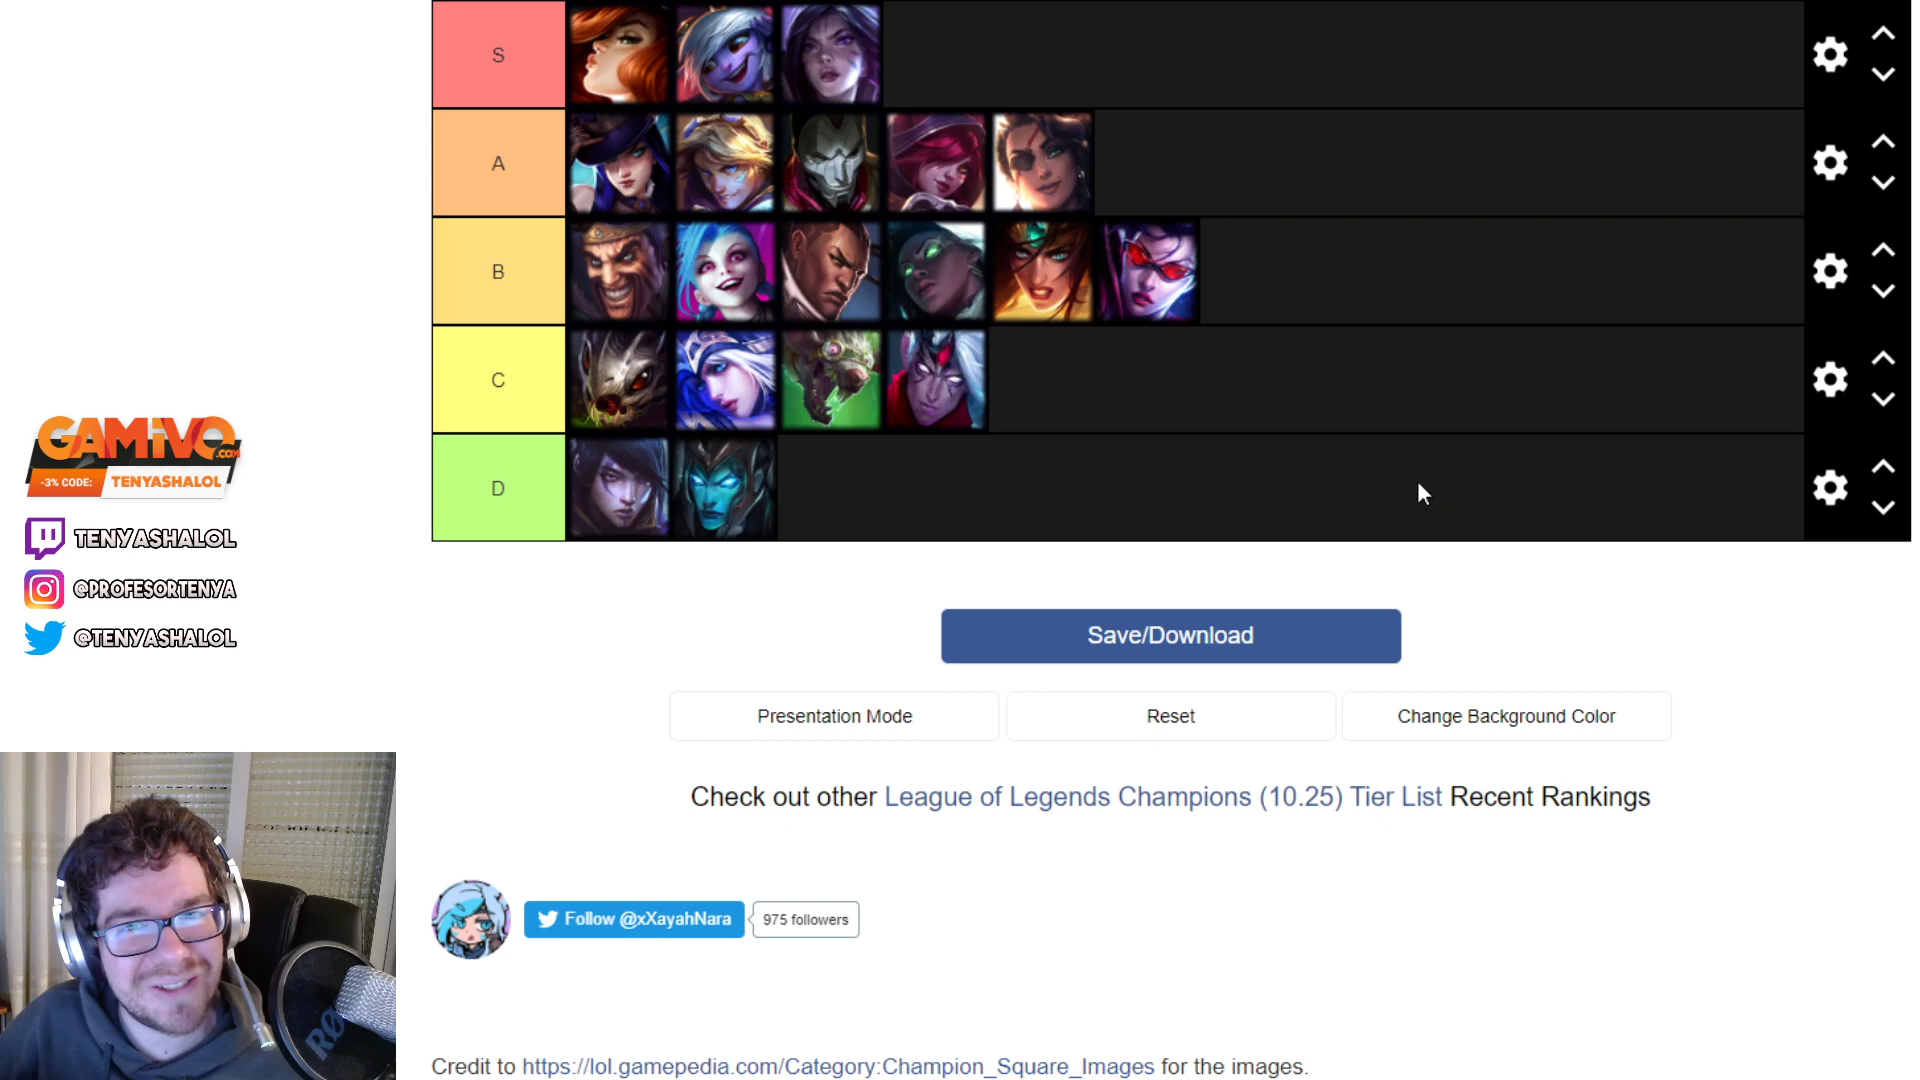 S
A
B
C
D
GAMIVO.COM
-3% CODE: TENYASHALOL
TENYASHALOL
@PROFESORTENYA
@TENYASHALOL
Save/Download
Presentation Mode
Reset
Change Background Color
Check out other League of Legends Champions (10.25) Tier List Recent Rankings
Follow @xXayahNara
975 followers
RØ
Credit to https://lol.gamepedia.com/Category:Champion_Square_Images for the images.